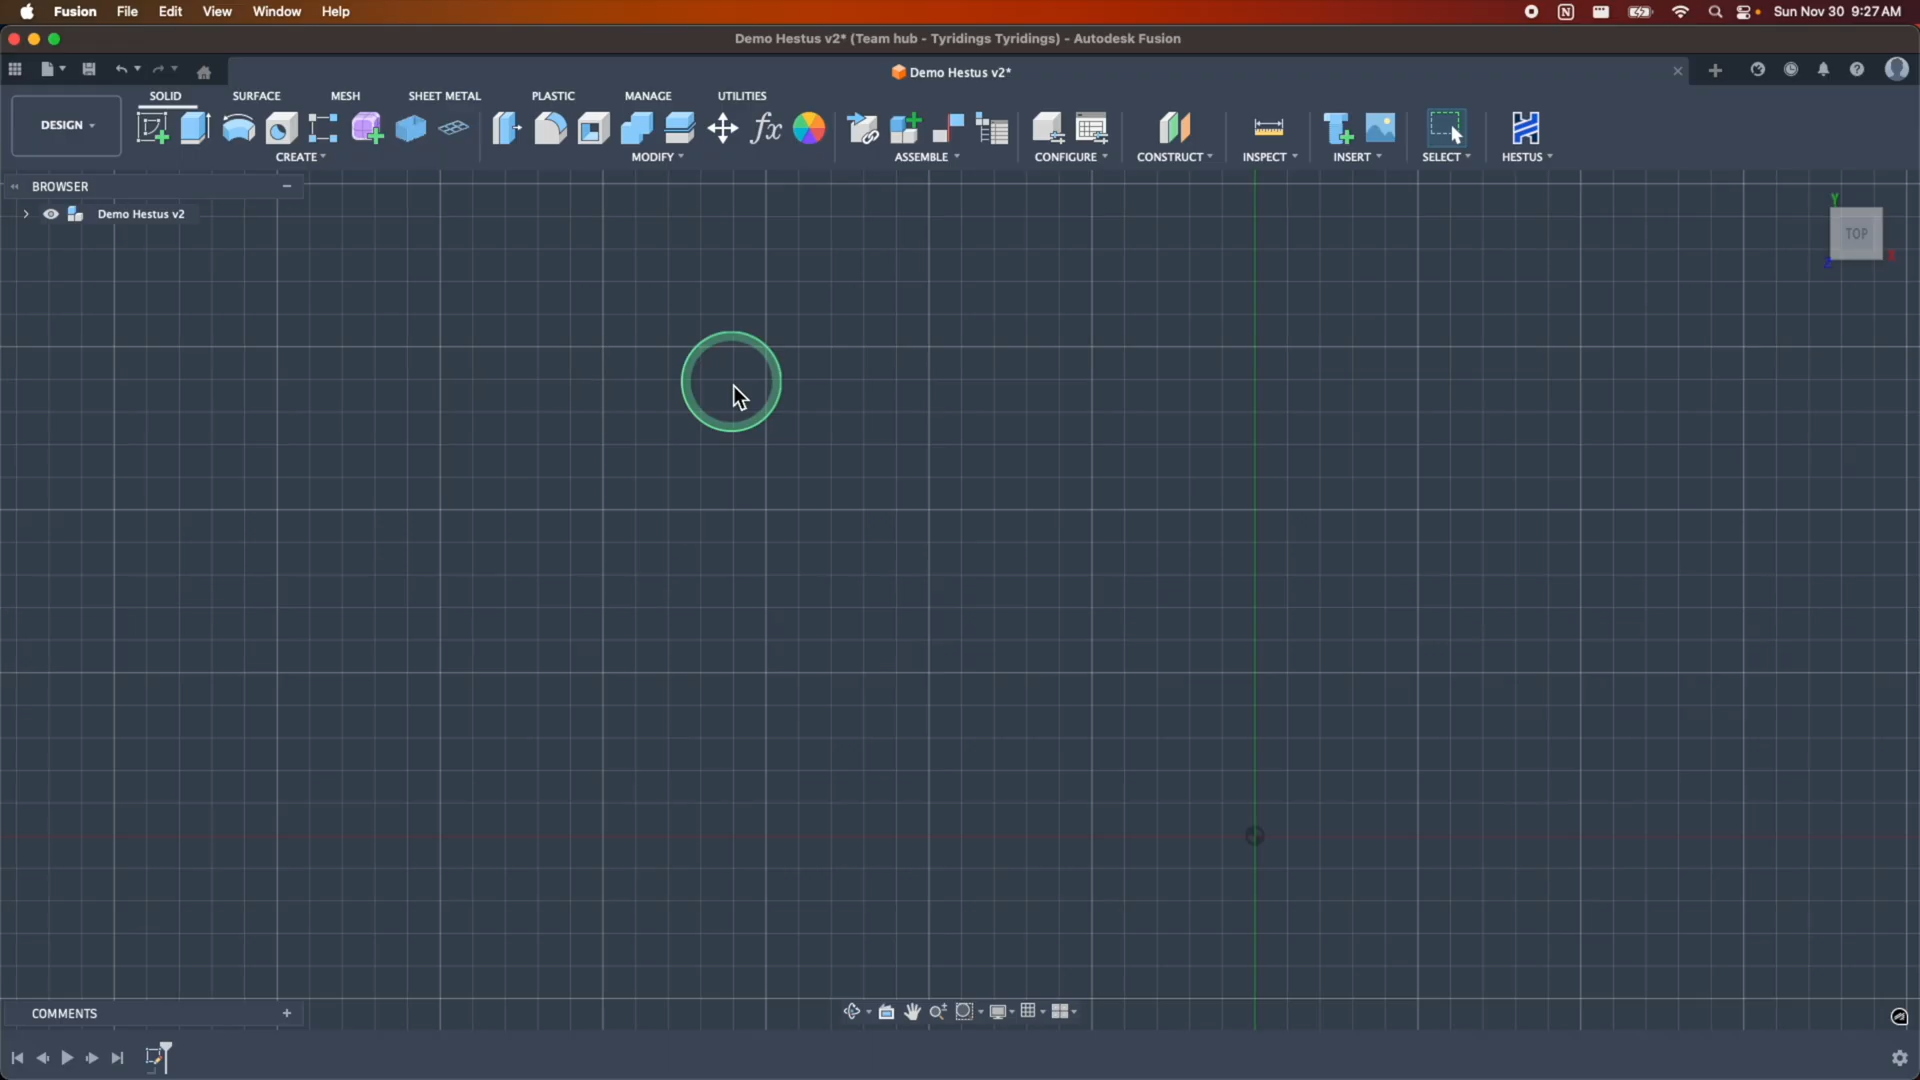 Fusion File Edit View Window Help Sun Nov 30 9:27 AM
Demo Hestus v2* (Team hub - Tyridings Tyridings) - Autodesk Fusion
Demo Hestus v2*
SOLID SURFACE MESH SHEET METAL PLASTIC MANAGE UTILITIES
DESIGN
CREATE MODIFY ASSEMBLE CONFIGURE CONSTRUCT INSPECT INSERT SELECT HESTUS
BROWSER
Demo Hestus v2
Y
TOP
X
Z
COMMENTS